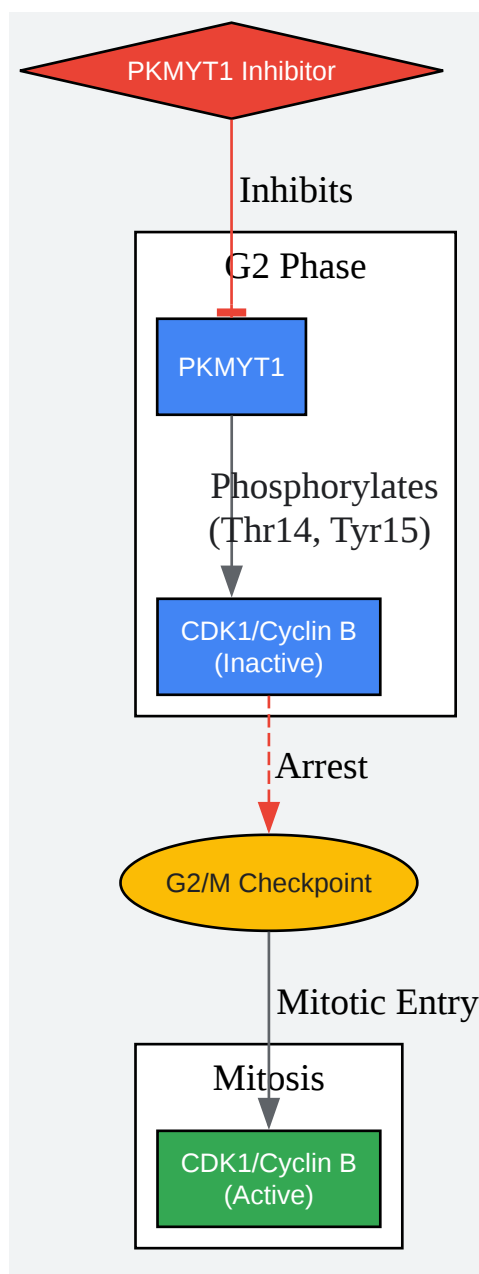 PKMYT1 Inhibitor
Inhibits
G2 Phase
PKMYT1
Phosphorylates
(Thr14, Tyr15)
CDK1/Cyclin B
(Inactive)
Arrest
G2/M Checkpoint
Mitotic Entry
Mitosis
CDK1/Cyclin B
(Active)